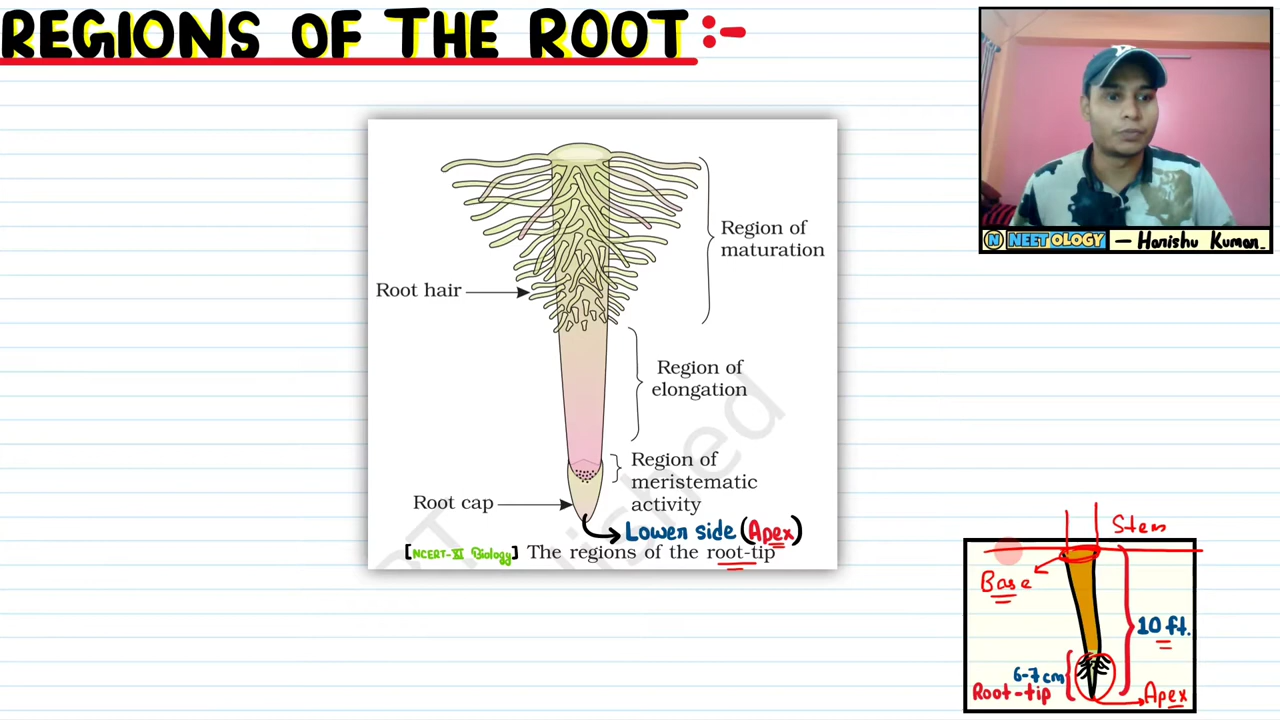 REGIONS OF THE ROOT:-
N NEETOLOGY — Hanishu Kumar
Region of
maturation
Root hair
Region of
elongation
Region of
meristematic
activity
Root cap
Lower side (Apex)
[NCERT-XI Biology] The regions of the root-tip
Stem
Base
10 ft.
6-7 cm
Root-tip
Apex